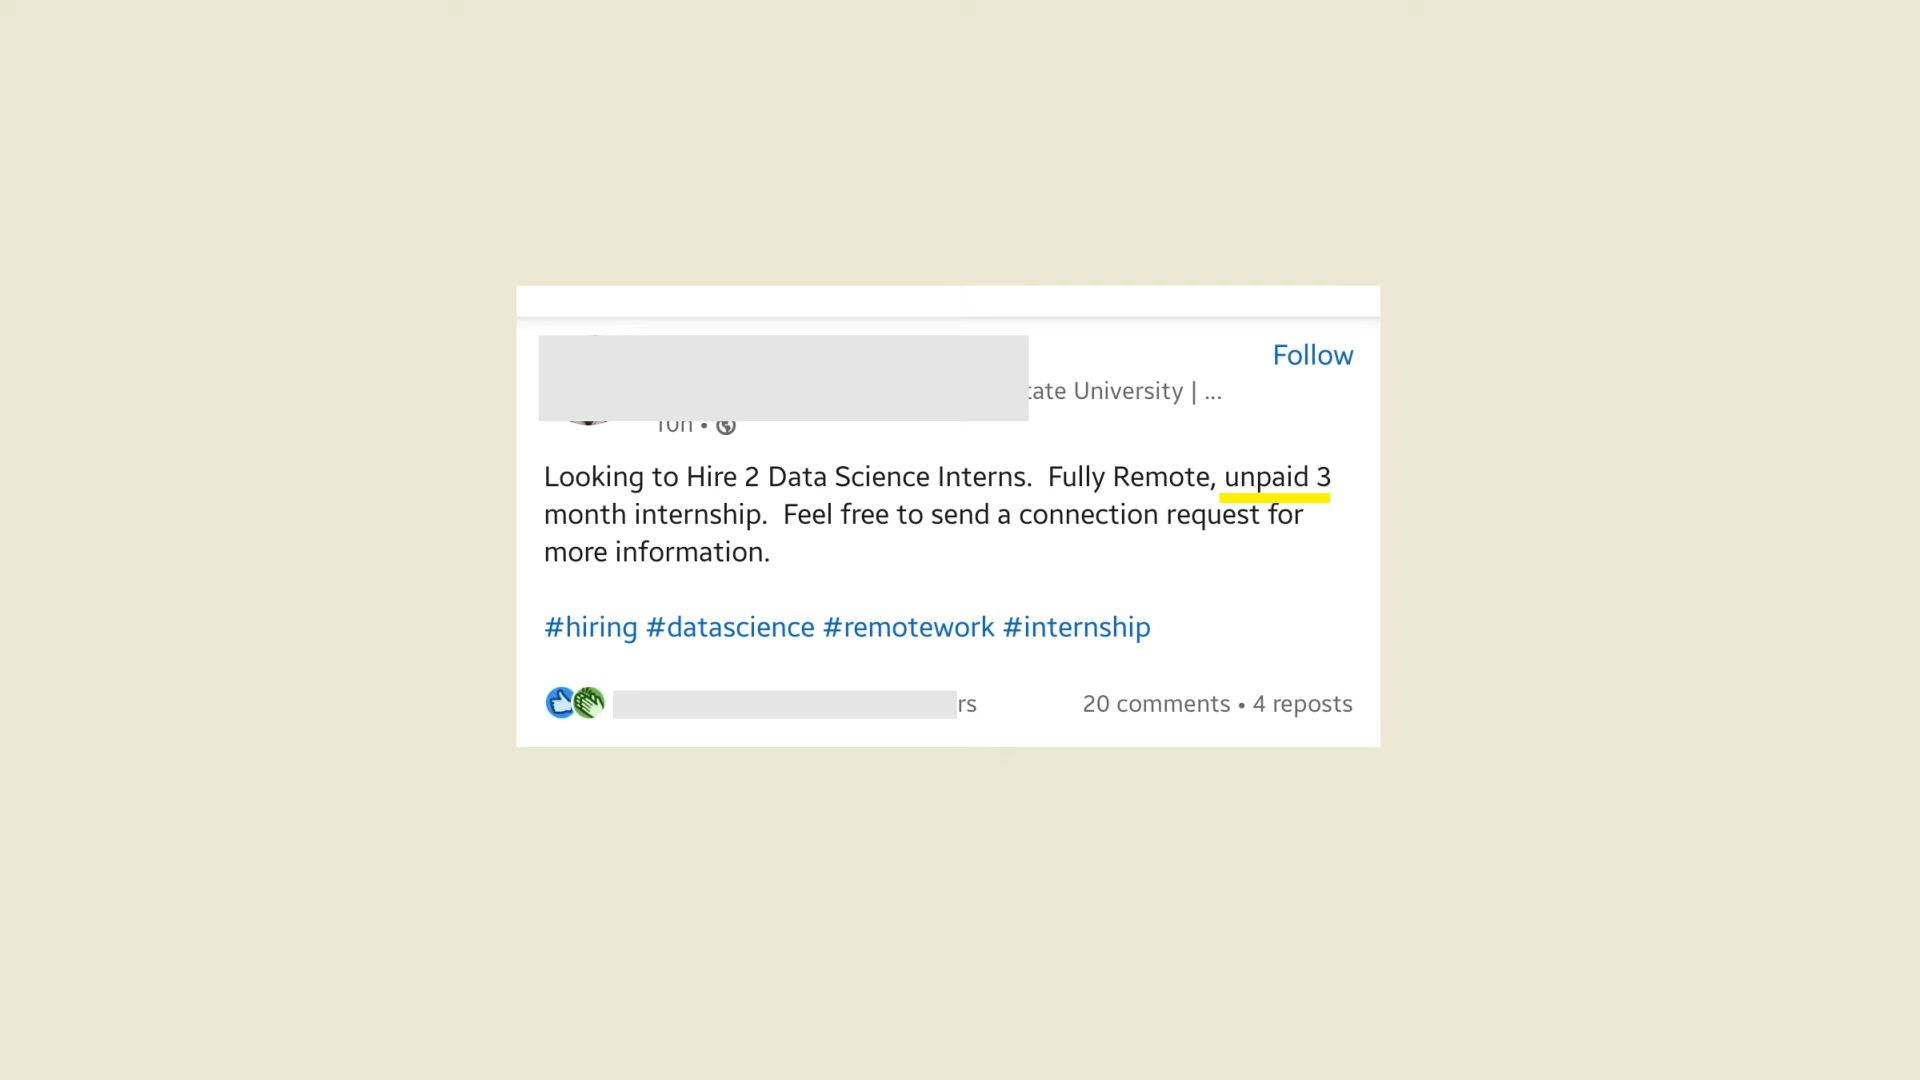 Follow
University | ...
10h •
Looking to Hire 2 Data Science Interns. Fully Remote, unpaid 3
month internship. Feel free to send a connection request for
more information.
#hiring #datascience #remotework #internship
rs 20 comments • 4 reposts